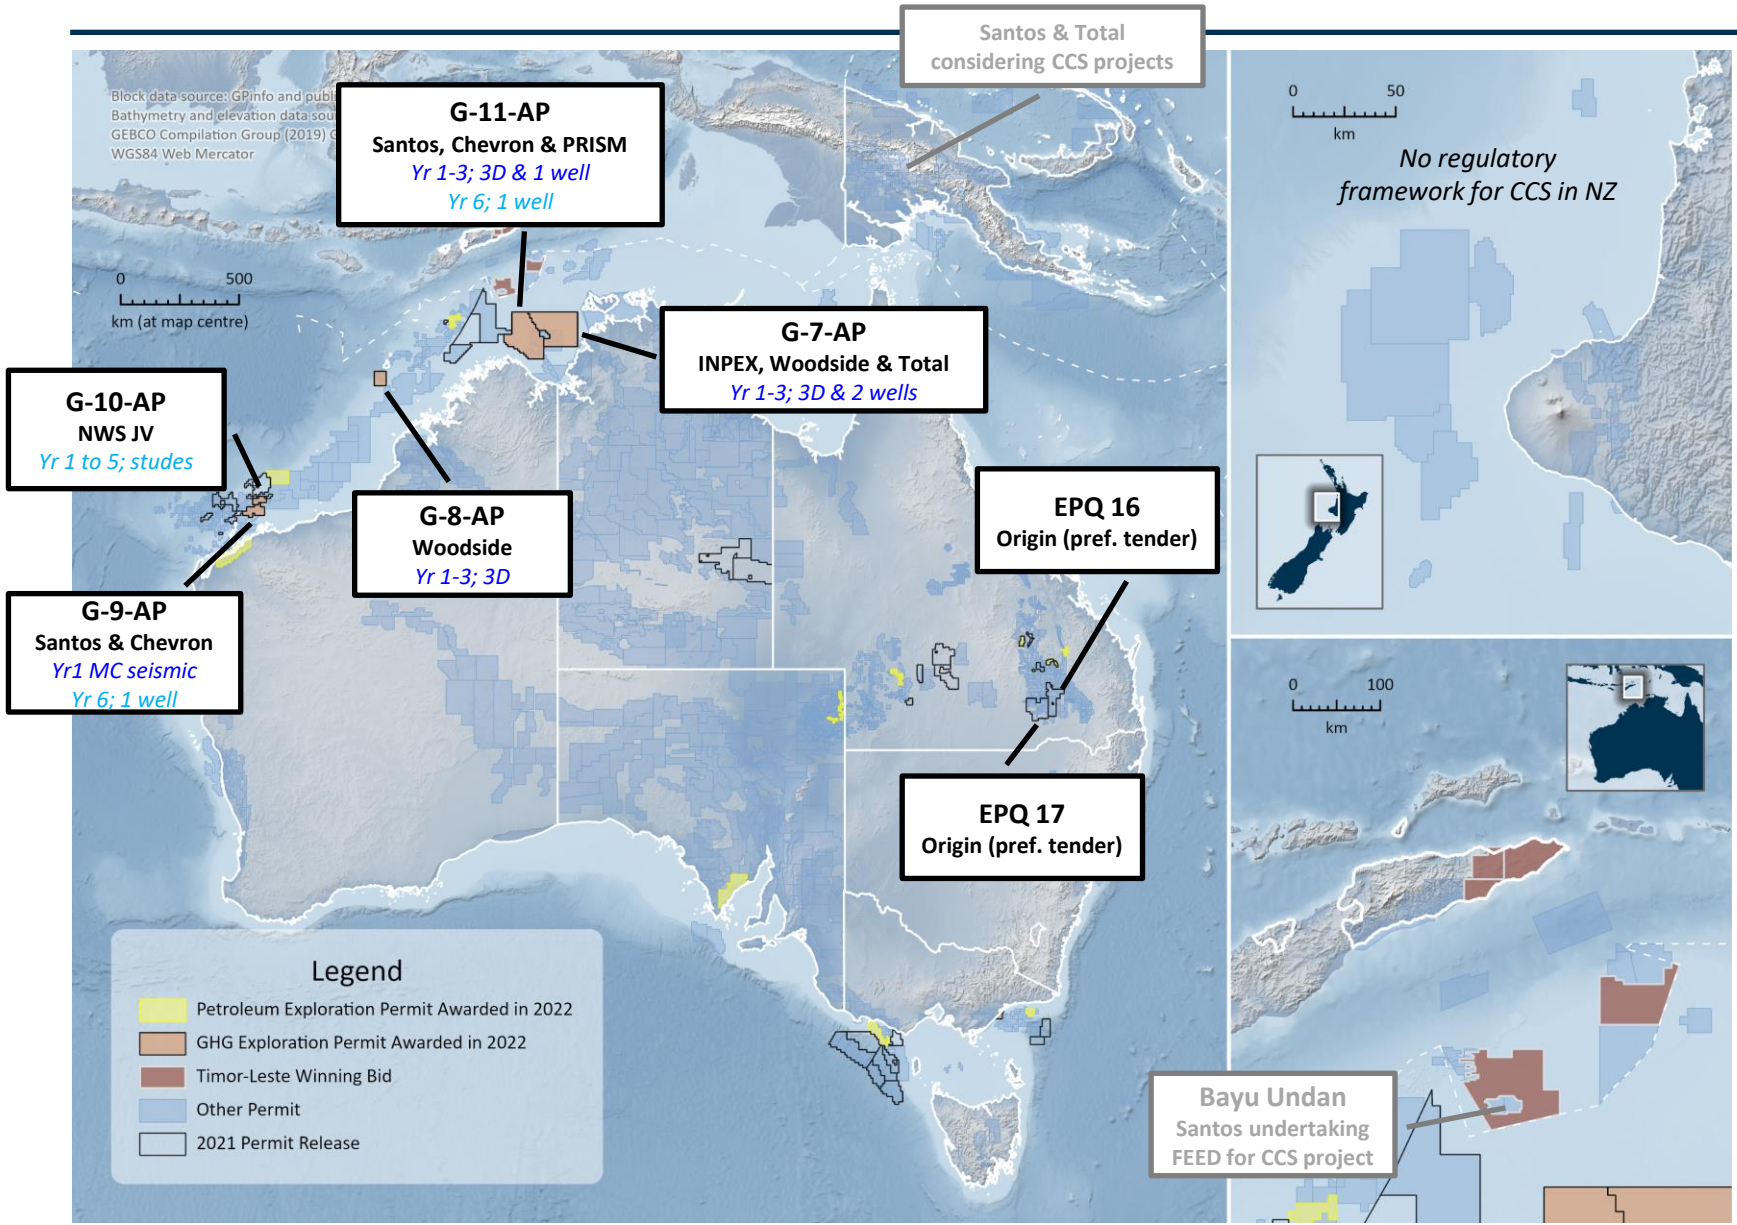 Santos & Total
considering CCS projects
Block data source: GPinfo and publ
Bathymetry and elevation data sou
GEBCO Compilation Group (2019) G
WGS84 Web Mercator
G-11-AP
Santos, Chevron & PRISM
Yr 1-3; 3D & 1 well
Yr 6; 1 well
0 500
km (at map centre)
G-7-AP
INPEX, Woodside & Total
Yr 1-3; 3D & 2 wells
G-10-AP
NWS JV
Yr 1 to 5; studes
G-8-AP
Woodside
Yr 1-3; 3D
G-9-AP
Santos & Chevron
Yr1 MC seismic
Yr 6; 1 well
EPQ 16
Origin (pref. tender)
EPQ 17
Origin (pref. tender)
Legend
Petroleum Exploration Permit Awarded in 2022
GHG Exploration Permit Awarded in 2022
Timor-Leste Winning Bid
Other Permit
2021 Permit Release
0 50
km
No regulatory
framework for CCS in NZ
0 100
km
Bayu Undan
Santos undertaking
FEED for CCS project